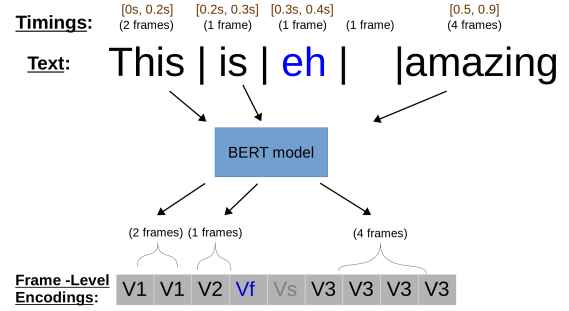 Timings: [0s, 0.2s] [0.2s, 0.3s] [0.3s, 0.4s] [0.5, 0.9]
(2 frames) (1 frame) (1 frame) (1 frame) (4 frames)
Text: This | is | eh | |amazing
BERT model
(2 frames) (1 frame) (4 frames)
Frame -Level
Encodings: V1 V1 V2 Vf Vs V3 V3 V3 V3